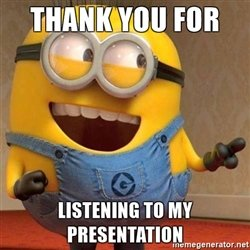 THANK YOU FOR
LISTENING TO MY
PRESENTATION
memegenerator.net